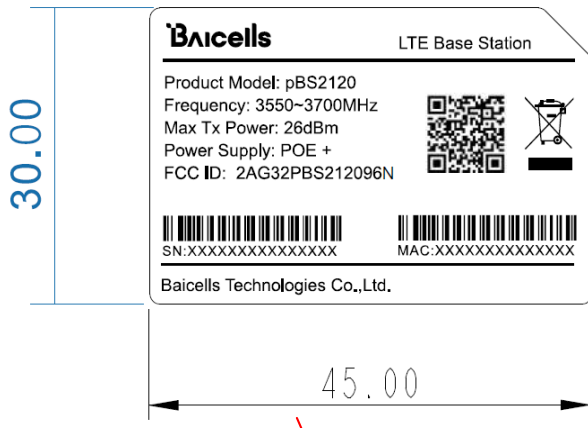 Baicells
LTE Base Station
Product Model: pBS2120
Frequency: 3550~3700MHz
Max Tx Power: 26dBm
Power Supply: POE +
FCC ID: 2AG32PBS212096N
SN:XXXXXXXXXXXXXXXX
MAC:XXXXXXXXXXXXXXX
Baicells Technologies Co.,Ltd.
30.00
45.00